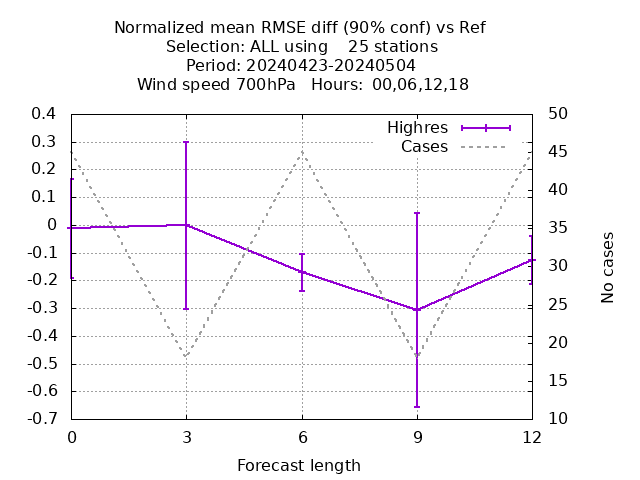 Normalized mean RMSE diff (90% conf) vs Ref
Selection: ALL using    25 stations
Period: 20240423-20240504
Wind speed 700hPa   Hours:  00,06,12,18
Highres
Cases
0.4
0.3
0.2
0.1
0
-0.1
-0.2
-0.3
-0.4
-0.5
-0.6
-0.7
50
45
40
35
30
25
20
15
10
No cases
0 3 6 9 12
Forecast length